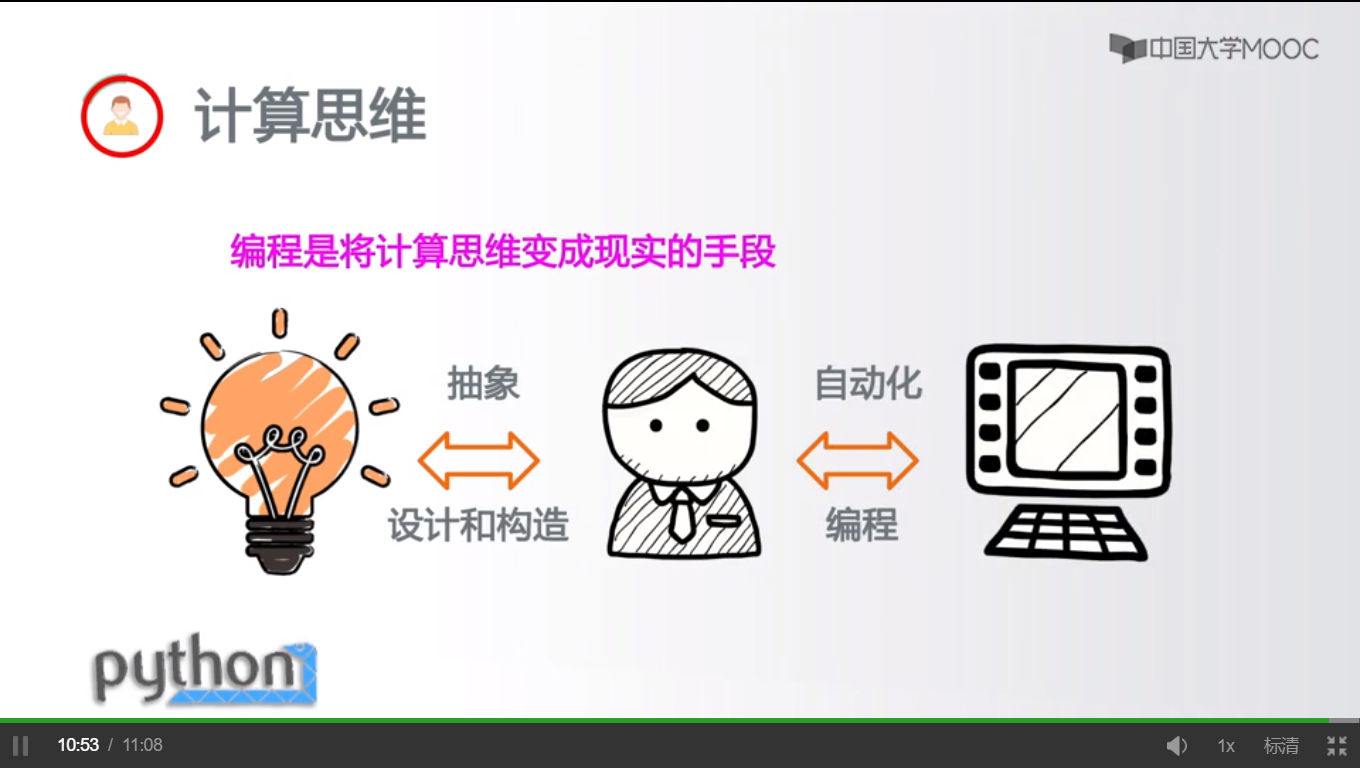 中国大学MOOC
计算思维
编程是将计算思维变成现实的手段
抽象
自动化
设计和构造
编程
python
10:53 / 11:08
1x
标清